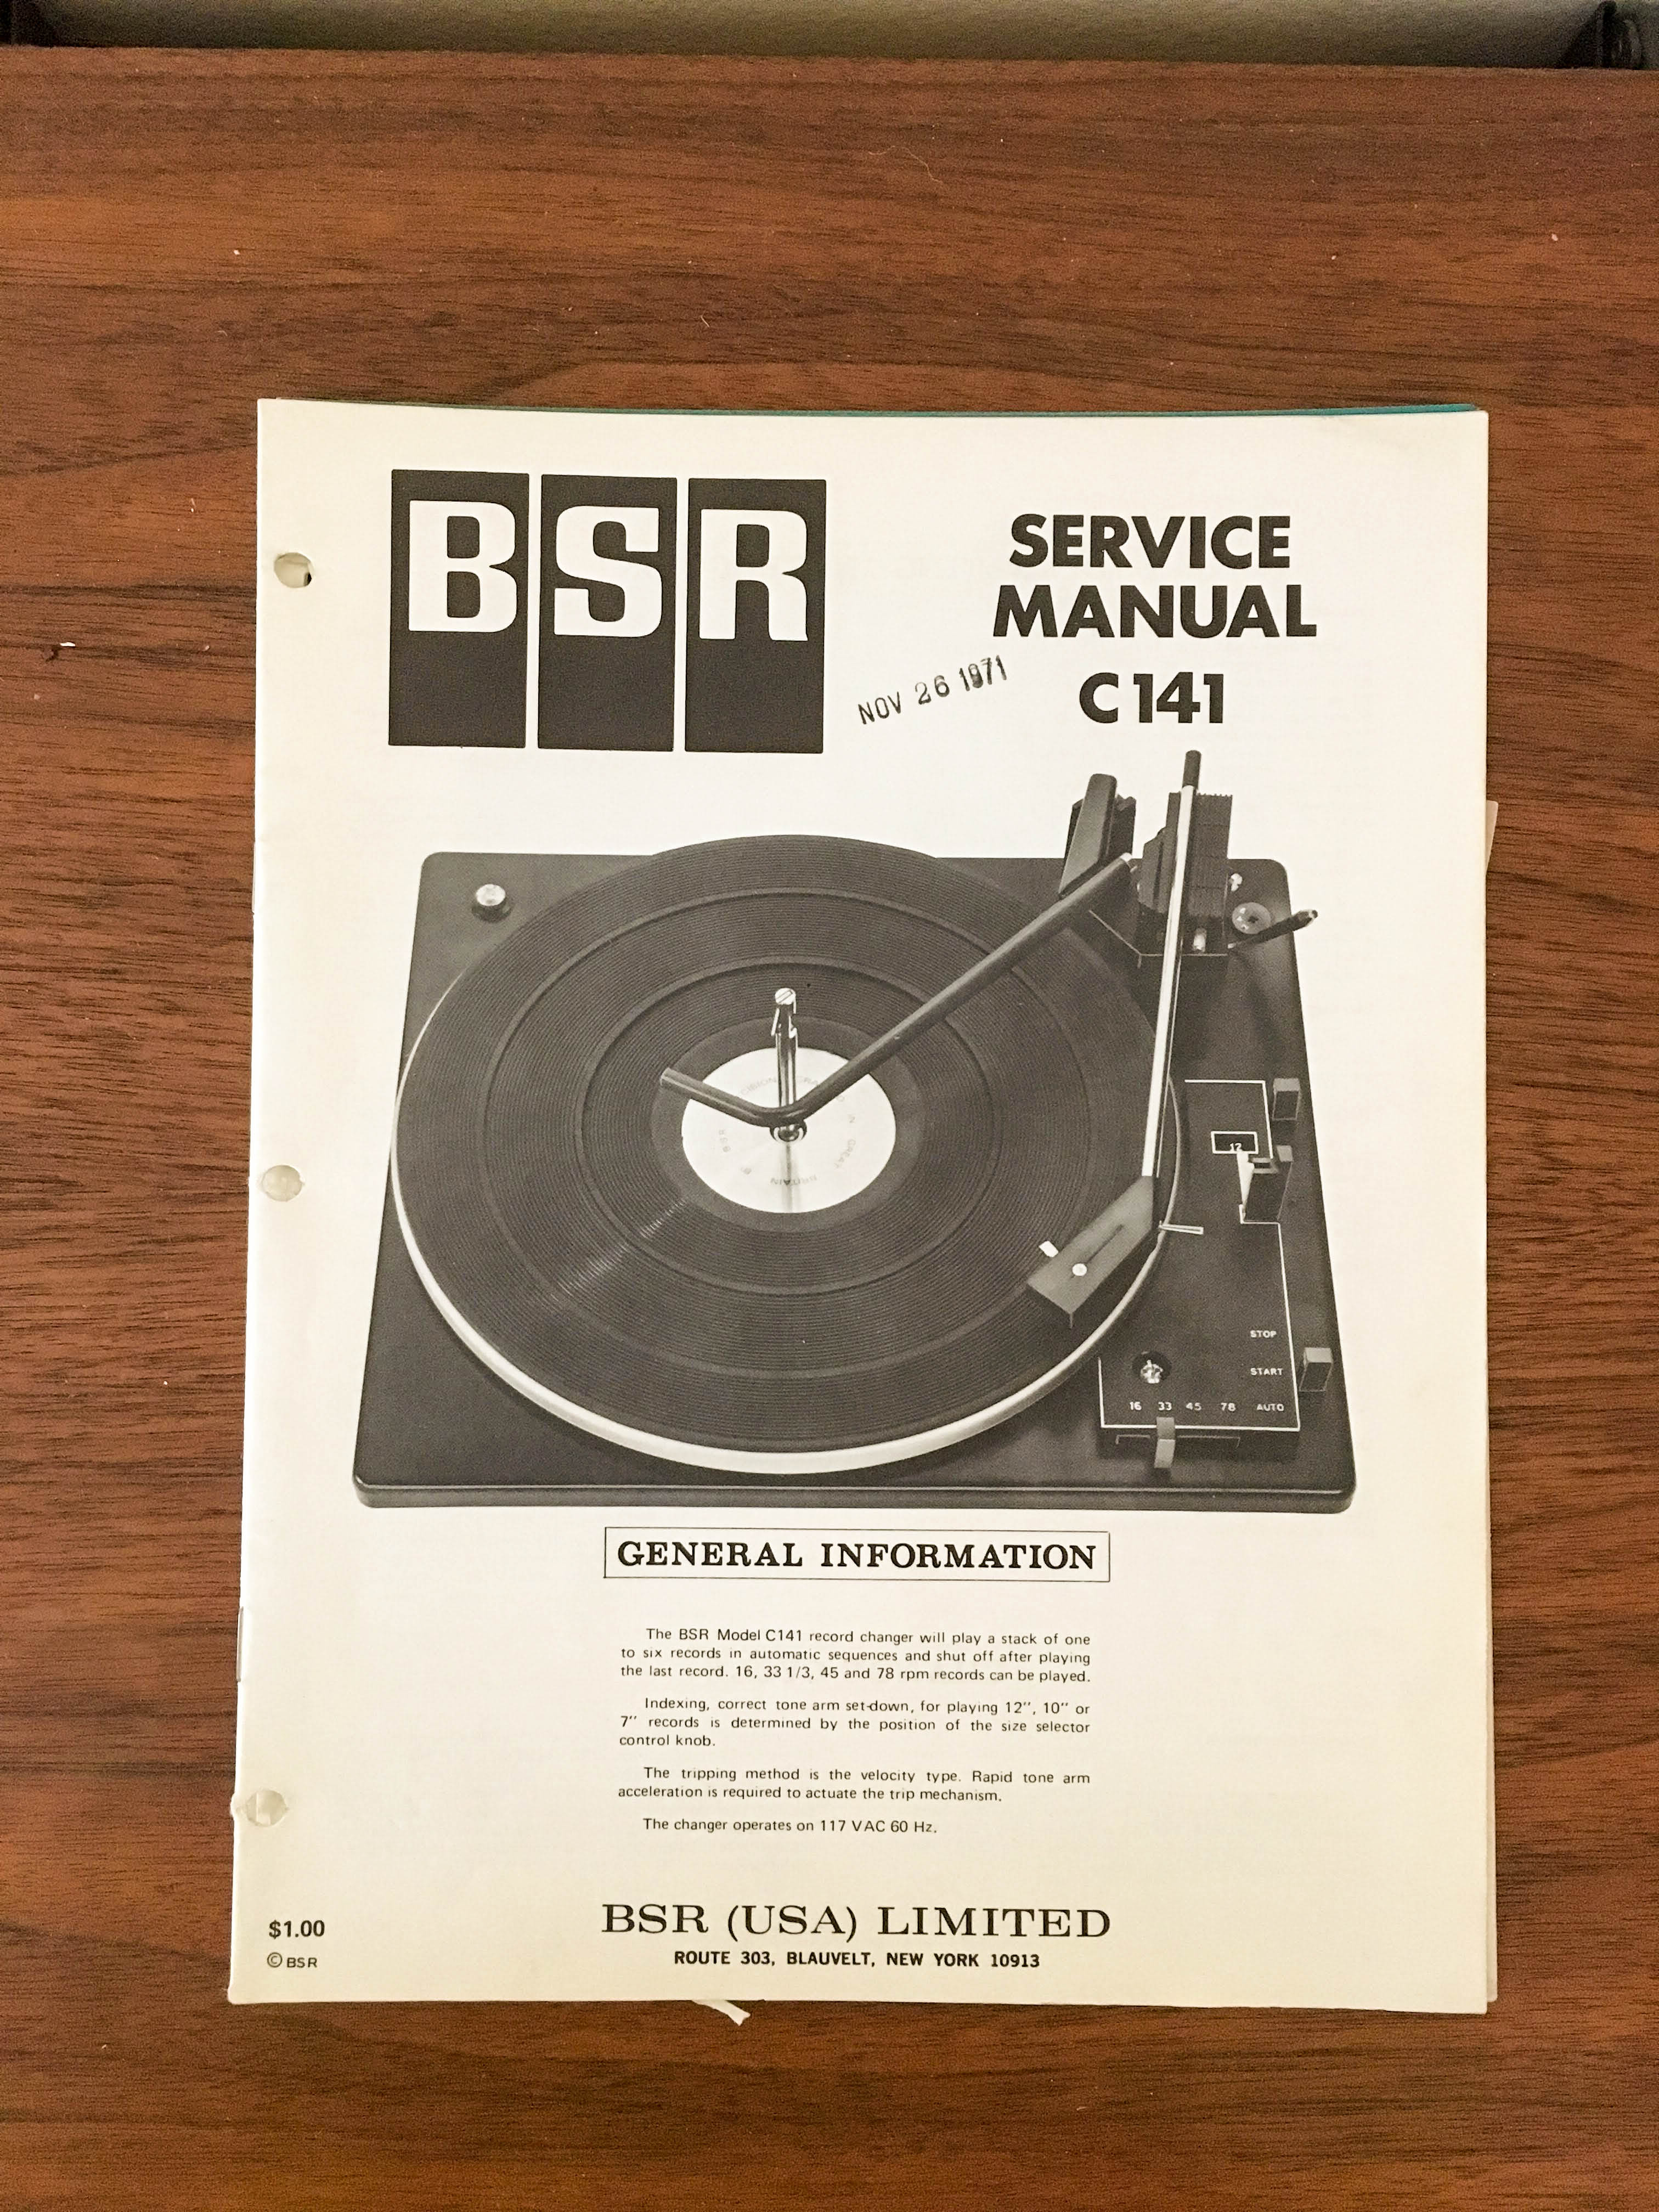 BSR
SERVICE
MANUAL
NOV 26 1971
C141
12
STOP
START
16 33 45 78 AUTO
GENERAL INFORMATION
The BSR Model C141 record changer will play a stack of one
to six records in automatic sequences and shut off after playing
the last record. 16, 33 1/3, 45 and 78 rpm records can be played.
Indexing, correct tone arm set-down, for playing 12'', 10'' or
7'' records is determined by the position of the size selector
control knob.
The tripping method is the velocity type. Rapid tone arm
acceleration is required to actuate the trip mechanism.
The changer operates on 117 VAC 60 Hz.
$1.00
© BSR
BSR (USA) LIMITED
ROUTE 303, BLAUVELT, NEW YORK 10913